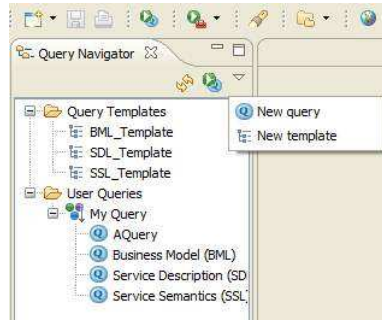 Query Navigator
New query
New template
Query Templates
BML_Template
SDL_Template
SSL_Template
User Queries
My Query
AQuery
Business Model (BML)
Service Description (SD
Service Semantics (SSL